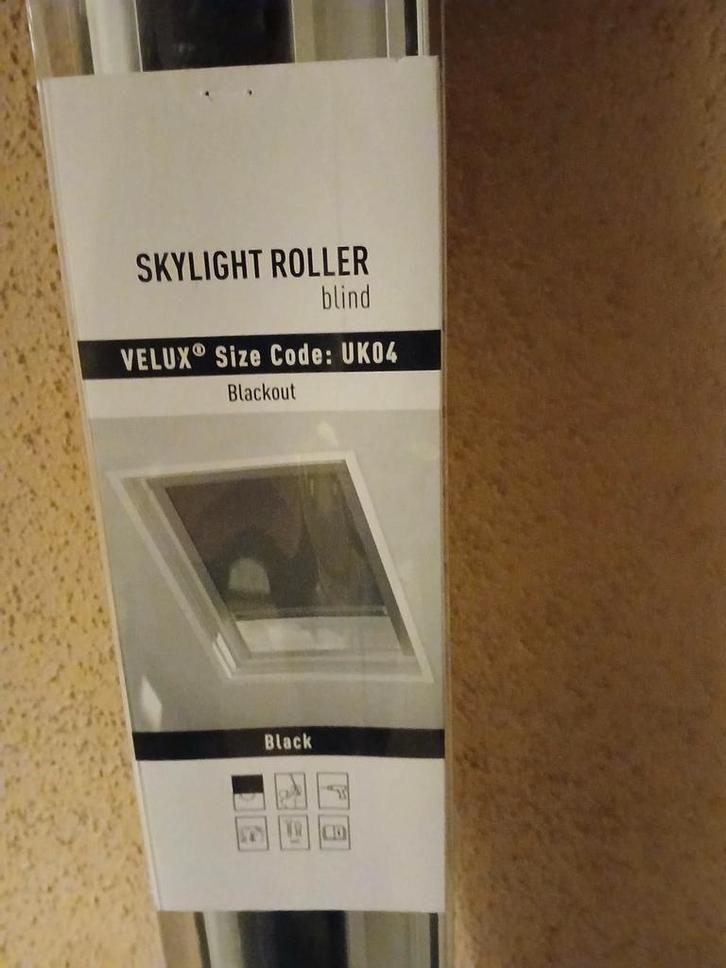 SKYLIGHT ROLLER
blind
VELUX® Size Code: UK04
Blackout
Black